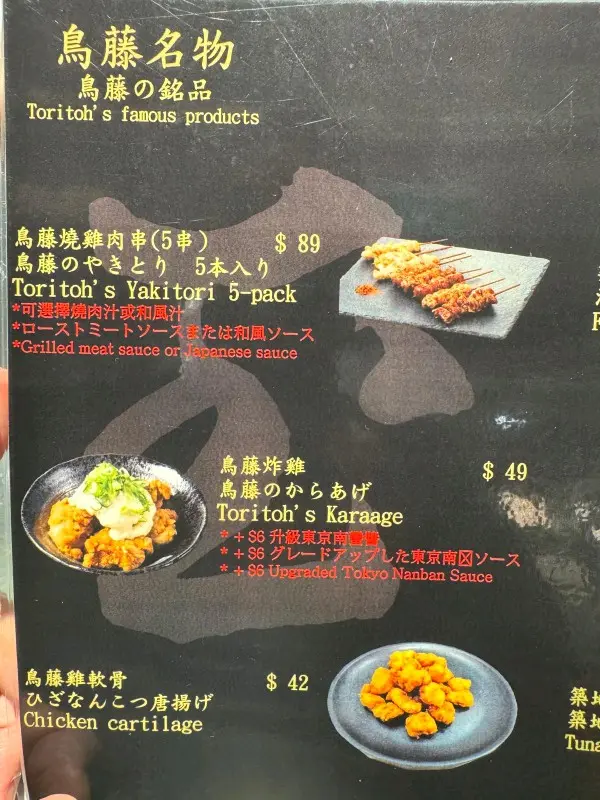 鳥藤名物
鳥藤の銘品
Toritoh's famous products
鳥藤燒雞肉串(5串) $ 89
鳥藤のやきとり 5本入り
Toritoh's Yakitori 5-pack
*可選擇燒肉汁或和風汁
*ローストミートソースまたは和風ソース
*Grilled meat sauce or Japanese sauce
鳥藤炸雞 $ 49
鳥藤のからあげ
Toritoh's Karaage
*+$6 升級東京南
*+$6 グレードアップした東京南☒ソース
*+$6 Upgraded Tokyo Nanban Sauce
鳥藤雞軟骨 $ 42
ひざなんこつ唐揚げ
Chicken cartilage
築地
築地
Tuna